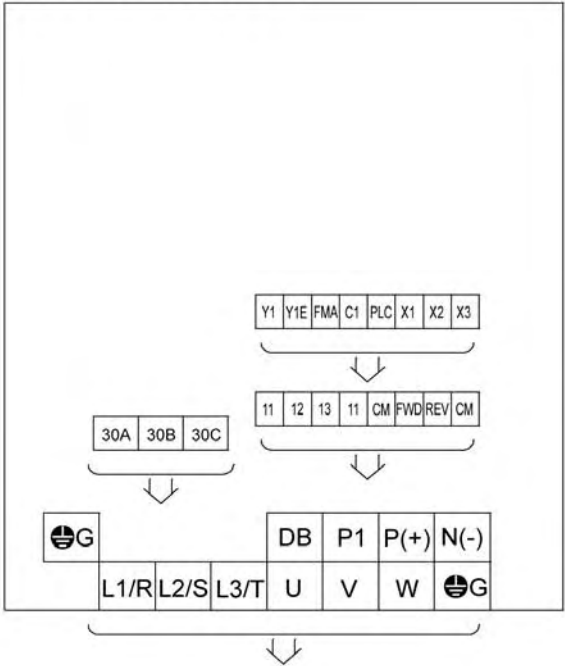 Y1 Y1E FMA C1 PLC X1 X2 X3
11 12 13 11 CM FWD REV CM
30A 30B 30C
G DB P1 P(+) N(-)
L1/R L2/S L3/T U V W G